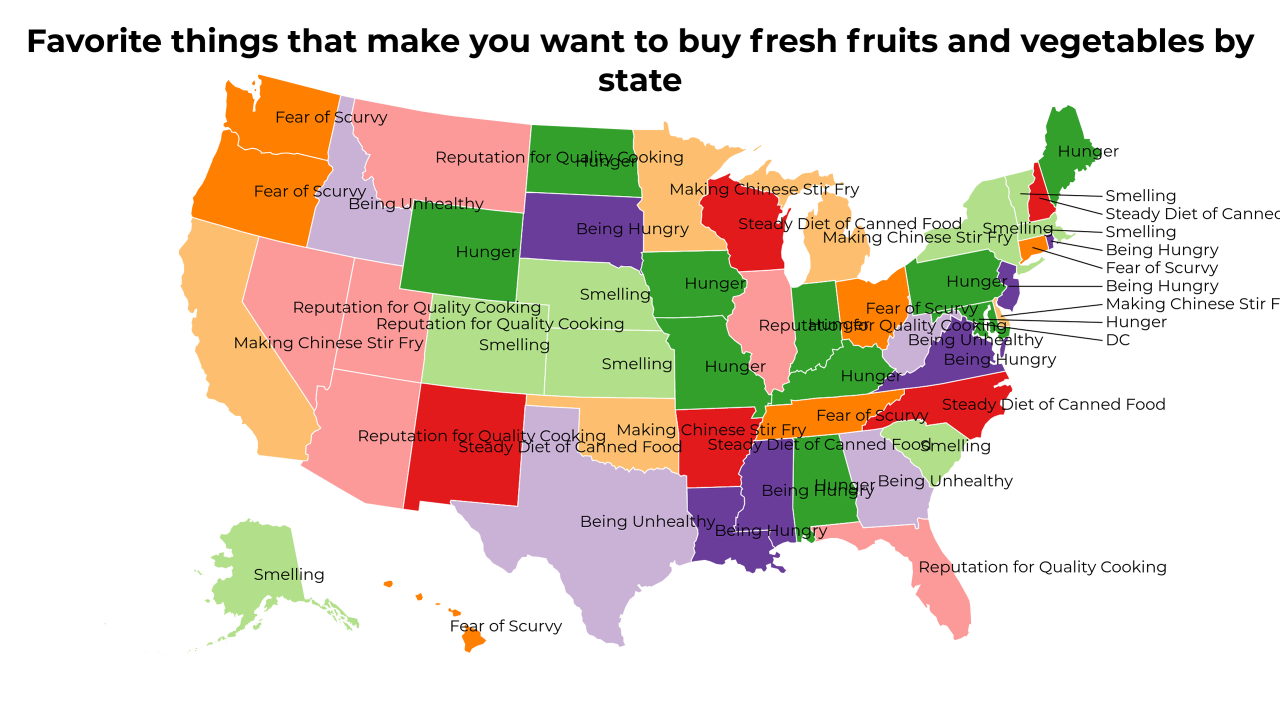 Favorite things that make you want to buy fresh fruits and vegetables by
state
Fear of Scurvy
Hunger
Reputation for Quality Cooking
Hunger
Making Chinese Stir Fry
Fear of Scurvy
Smelling
Being Unhealthy
Steady Diet of Canned
Steady Diet of Canned Food
Being Hungry
Smelling
Smelling
Making Chinese Stir Fry
Being Hungry
Hunger
Fear of Scurvy
Hunger
Hunger
Being Hungry
Smelling
Making Chinese Stir F
Reputation for Quality Cooking
Fear of Scurvy
Hunger
Reputation for Quality Cooking
Reputation for Quality Cooking
Hunger
Being Unhealthy
DC
Making Chinese Stir Fry
Smelling
Being Hungry
Smelling
Hunger
Hunger
Steady Diet of Canned Food
Fear of Scurvy
Making Chinese Stir Fry
Reputation for Quality Cooking
Steady Diet of Canned Food
Steady Diet of Canned Food
Smelling
Being Unhealthy
Hunger
Being Hungry
Being Unhealthy
Being Hungry
Reputation for Quality Cooking
Smelling
Fear of Scurvy